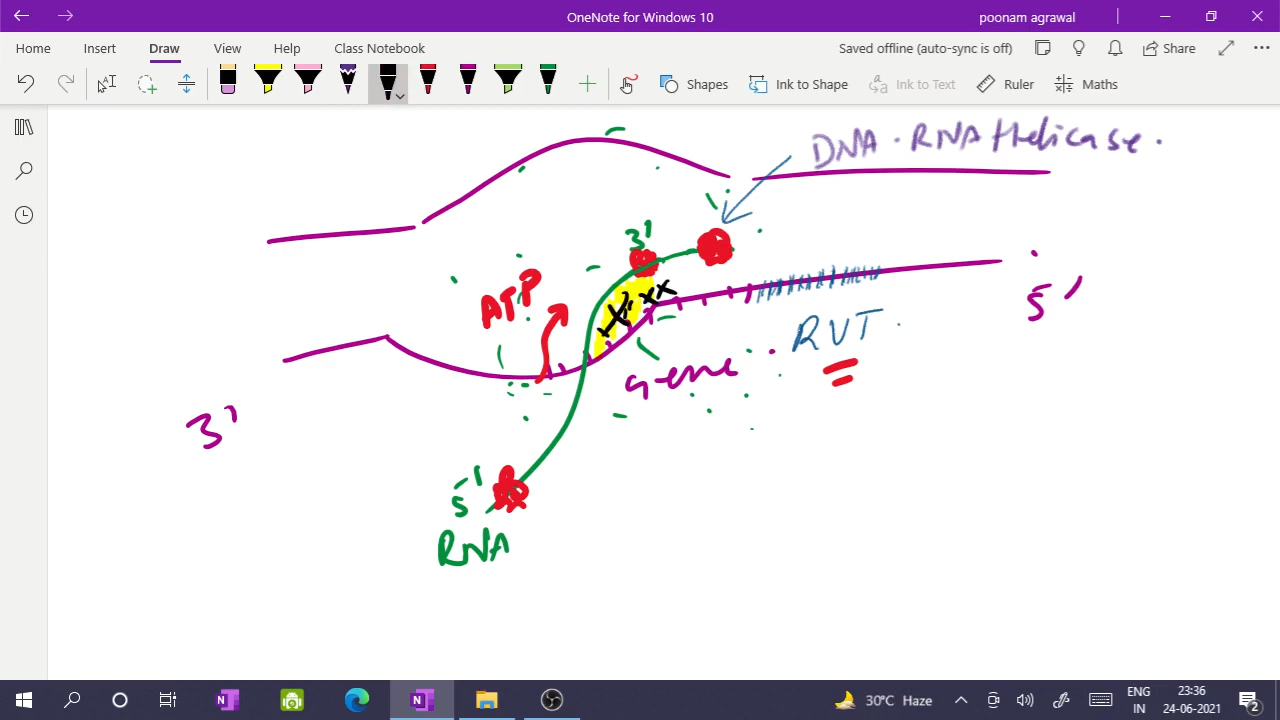 OneNote for Windows 10
poonam agrawal
Home Insert Draw View Help Class Notebook
Saved offline (auto-sync is off)
Share
Shapes
Ink to Shape
Ink to Text
Ruler
Maths
DNA. RNA Helicase.
3'
ATP
5'
RUT
gene
3'
5'
RNA
30°C Haze
ENG
IN
23:36
24-06-2021
2